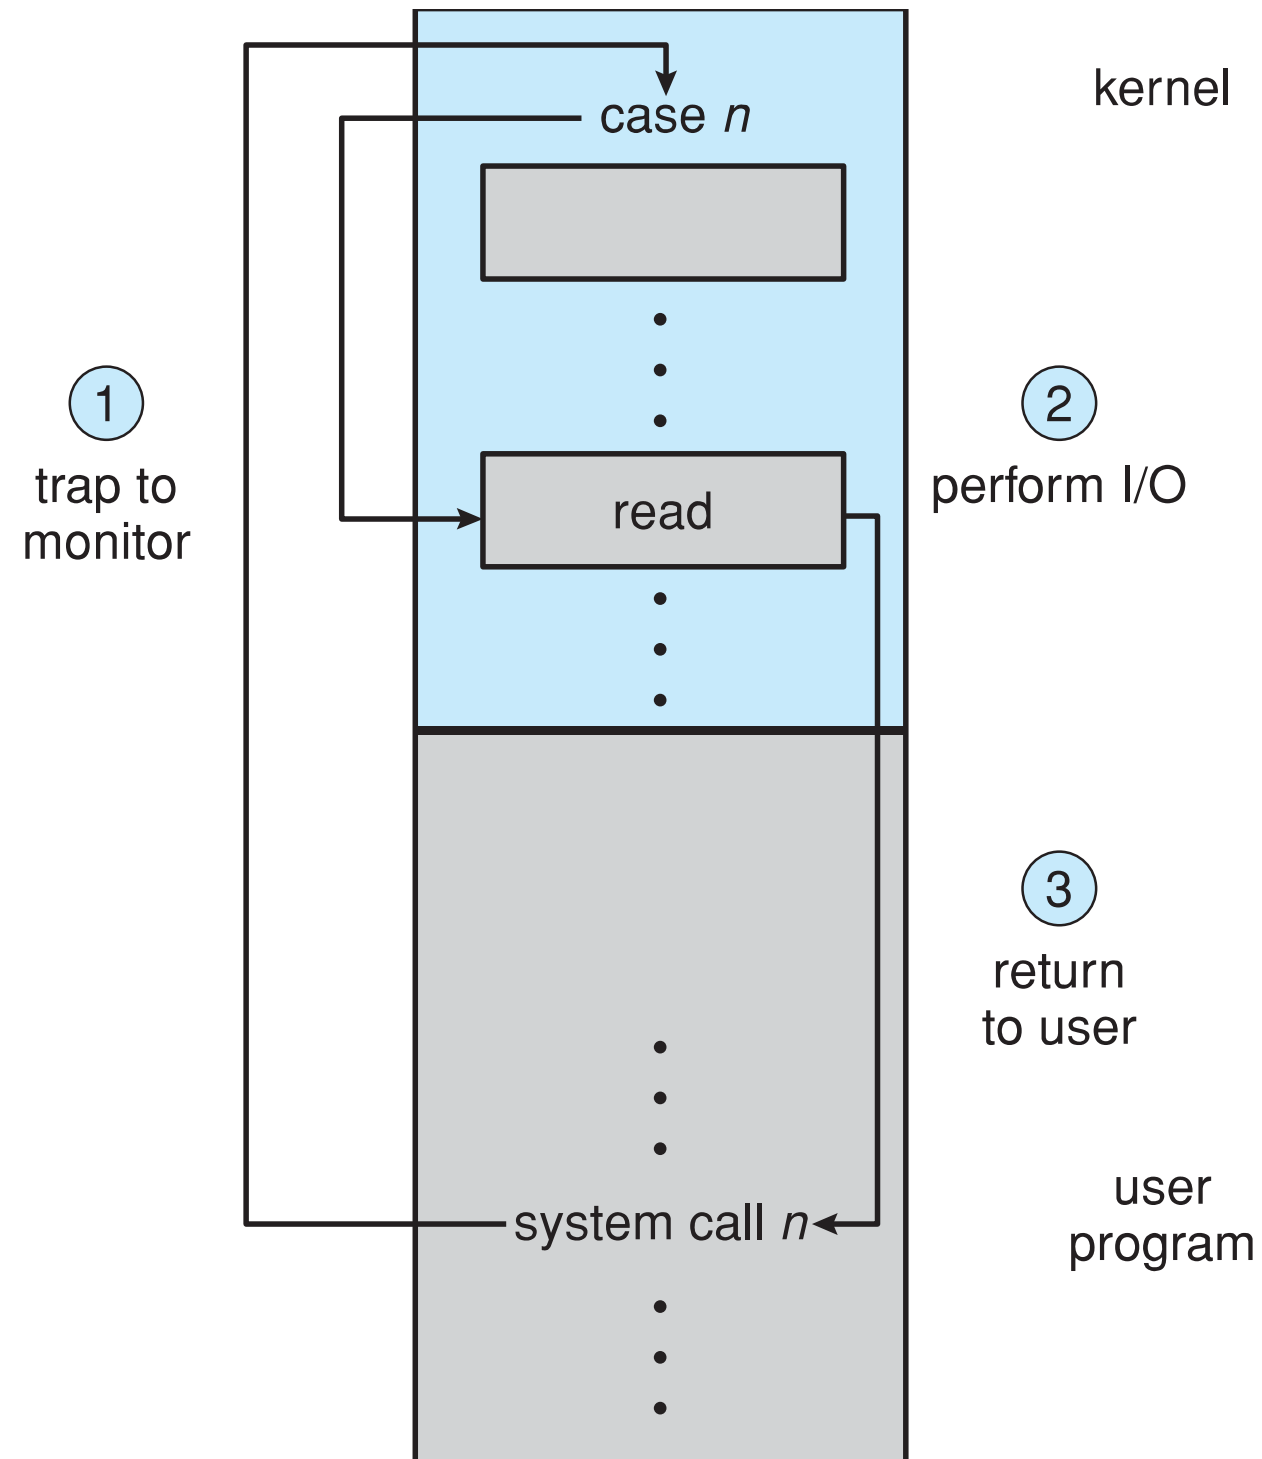 kernel
case n
1
trap to
monitor
2
perform I/O
read
3
return
to user
system call n
user
program